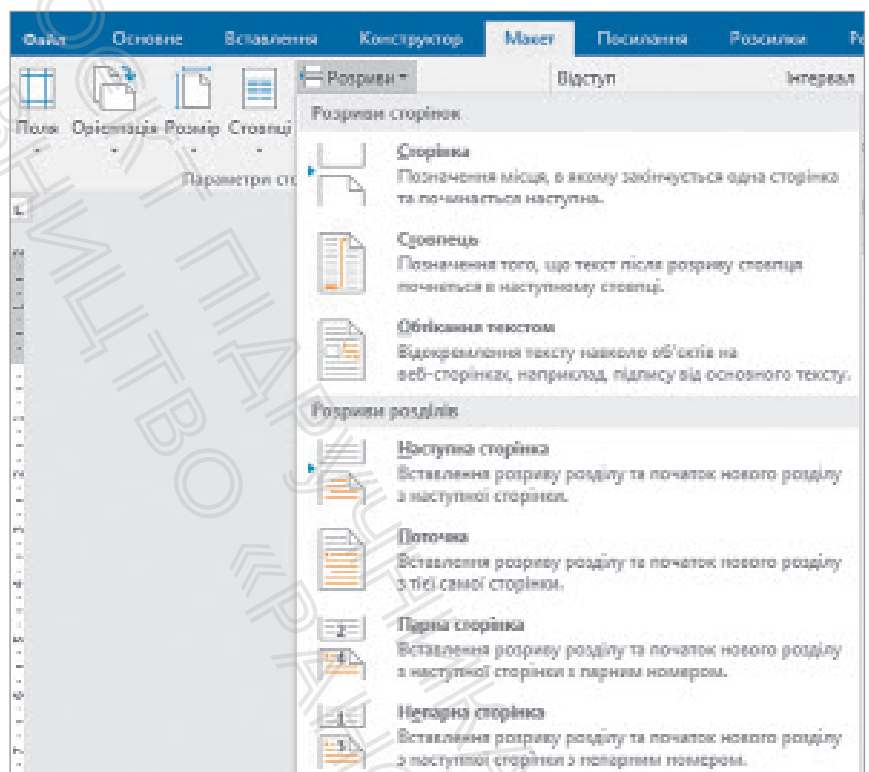 Файл Основне Вставлення Конструктор Макет Посилання Розсилки Ре
Розриви Відступ Інтервал
Поля Орієнтація Розмір Стовпці
Параметри сто
Розриви сторінок
Сторінка
Позначення місця, в якому закінчується одна сторінка
та починається наступна.
Стовпець
Позначення того, що текст після розриву стовпця
почнеться в наступному стовпці.
Обтікання текстом
Відокремлення тексту навколо об'єктів на
веб-сторінках, наприклад, підпису від основного тексту.
Розриви розділів
Наступна сторінка
Вставлення розриву розділу та початок нового розділу
з наступної сторінки.
Поточна
Вставлення розриву розділу та початок нового розділу
з тієї самої сторінки.
2
4
Парна сторінка
Вставлення розриву розділу та початок нового розділу
з наступної сторінки з парним номером.
1
3
Непарна сторінка
Вставлення розриву розділу та початок нового розділу
з наступної сторінки з непарним номером.